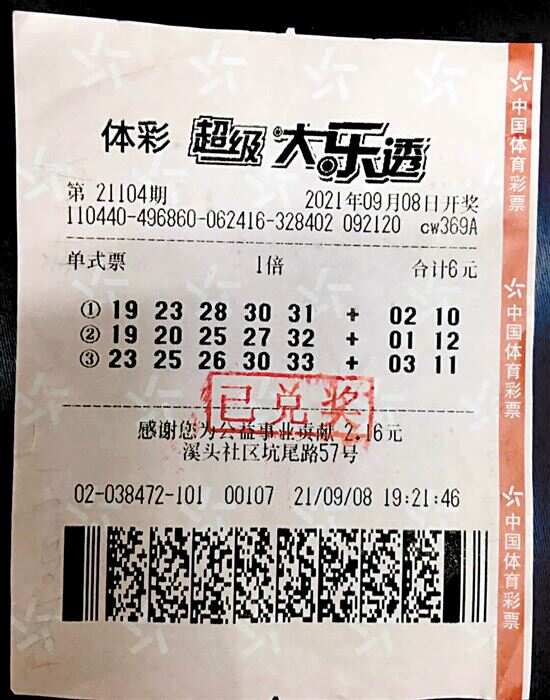 体彩 超级大乐透
第 21104期 2021年09月08日开奖
110440-496860-062416-328402 092120 cw369A
单式票 1倍 合计6元
① 19 23 28 30 31 + 02 10
② 19 20 25 27 32 + 01 12
③ 23 25 26 30 33 + 03 11
已兑奖
感谢您为公益事业贡献 2.16元
溪头社区坑尾路57号
02-038472-101 00107 21/09/08 19:21:46
中国体育彩票
中国体育彩票
中国体育彩票